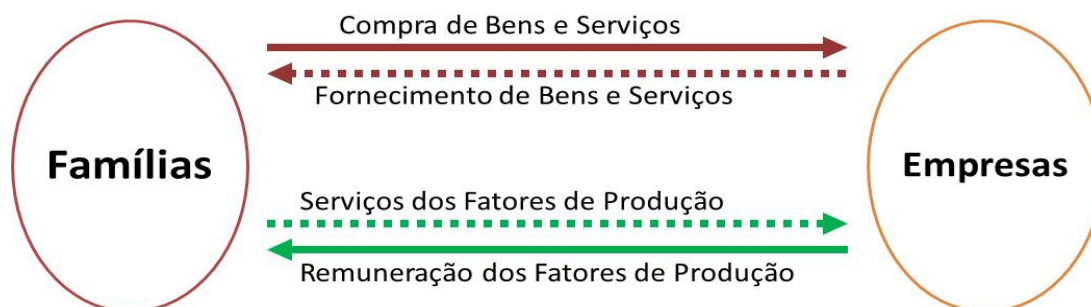 Compra de Bens e Serviços
Fornecimento de Bens e Serviços
Famílias
Empresas
Serviços dos Fatores de Produção
Remuneração dos Fatores de Produção